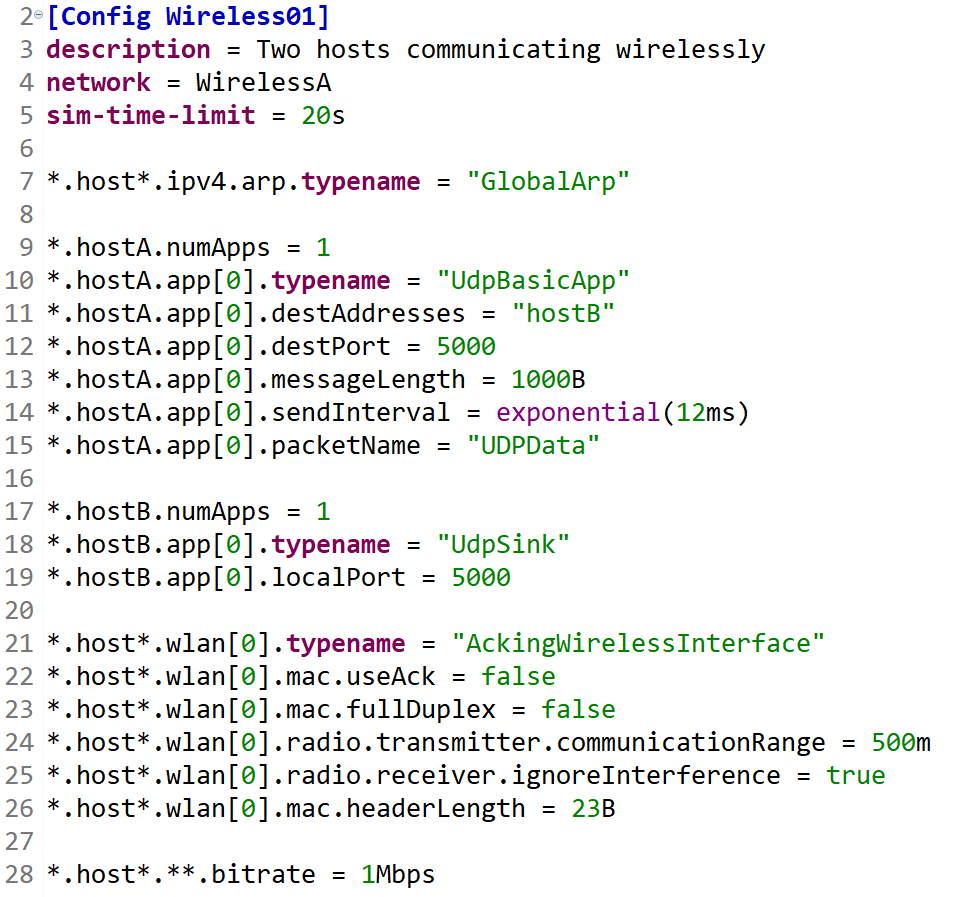 2 [Config Wireless01]
3 description = Two hosts communicating wirelessly
4 network = WirelessA
5 sim-time-limit = 20s
6
7 *.host*.ipv4.arp.typename = "GlobalArp"
8
9 *.hostA.numApps = 1
10 *.hostA.app[0].typename = "UdpBasicApp"
11 *.hostA.app[0].destAddresses = "hostB"
12 *.hostA.app[0].destPort = 5000
13 *.hostA.app[0].messageLength = 1000B
14 *.hostA.app[0].sendInterval = exponential(12ms)
15 *.hostA.app[0].packetName = "UDPData"
16
17 *.hostB.numApps = 1
18 *.hostB.app[0].typename = "UdpSink"
19 *.hostB.app[0].localPort = 5000
20
21 *.host*.wlan[0].typename = "AckingWirelessInterface"
22 *.host*.wlan[0].mac.useAck = false
23 *.host*.wlan[0].mac.fullDuplex = false
24 *.host*.wlan[0].radio.transmitter.communicationRange = 500m
25 *.host*.wlan[0].radio.receiver.ignoreInterference = true
26 *.host*.wlan[0].mac.headerLength = 23B
27
28 *.host*.**.bitrate = 1Mbps